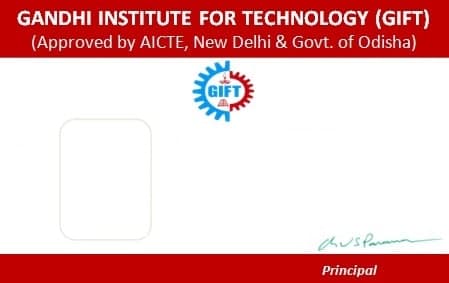 GANDHI INSTITUTE FOR TECHNOLOGY (GIFT)
(Approved by AICTE, New Delhi & Govt. of Odisha)
GIFT
Principal